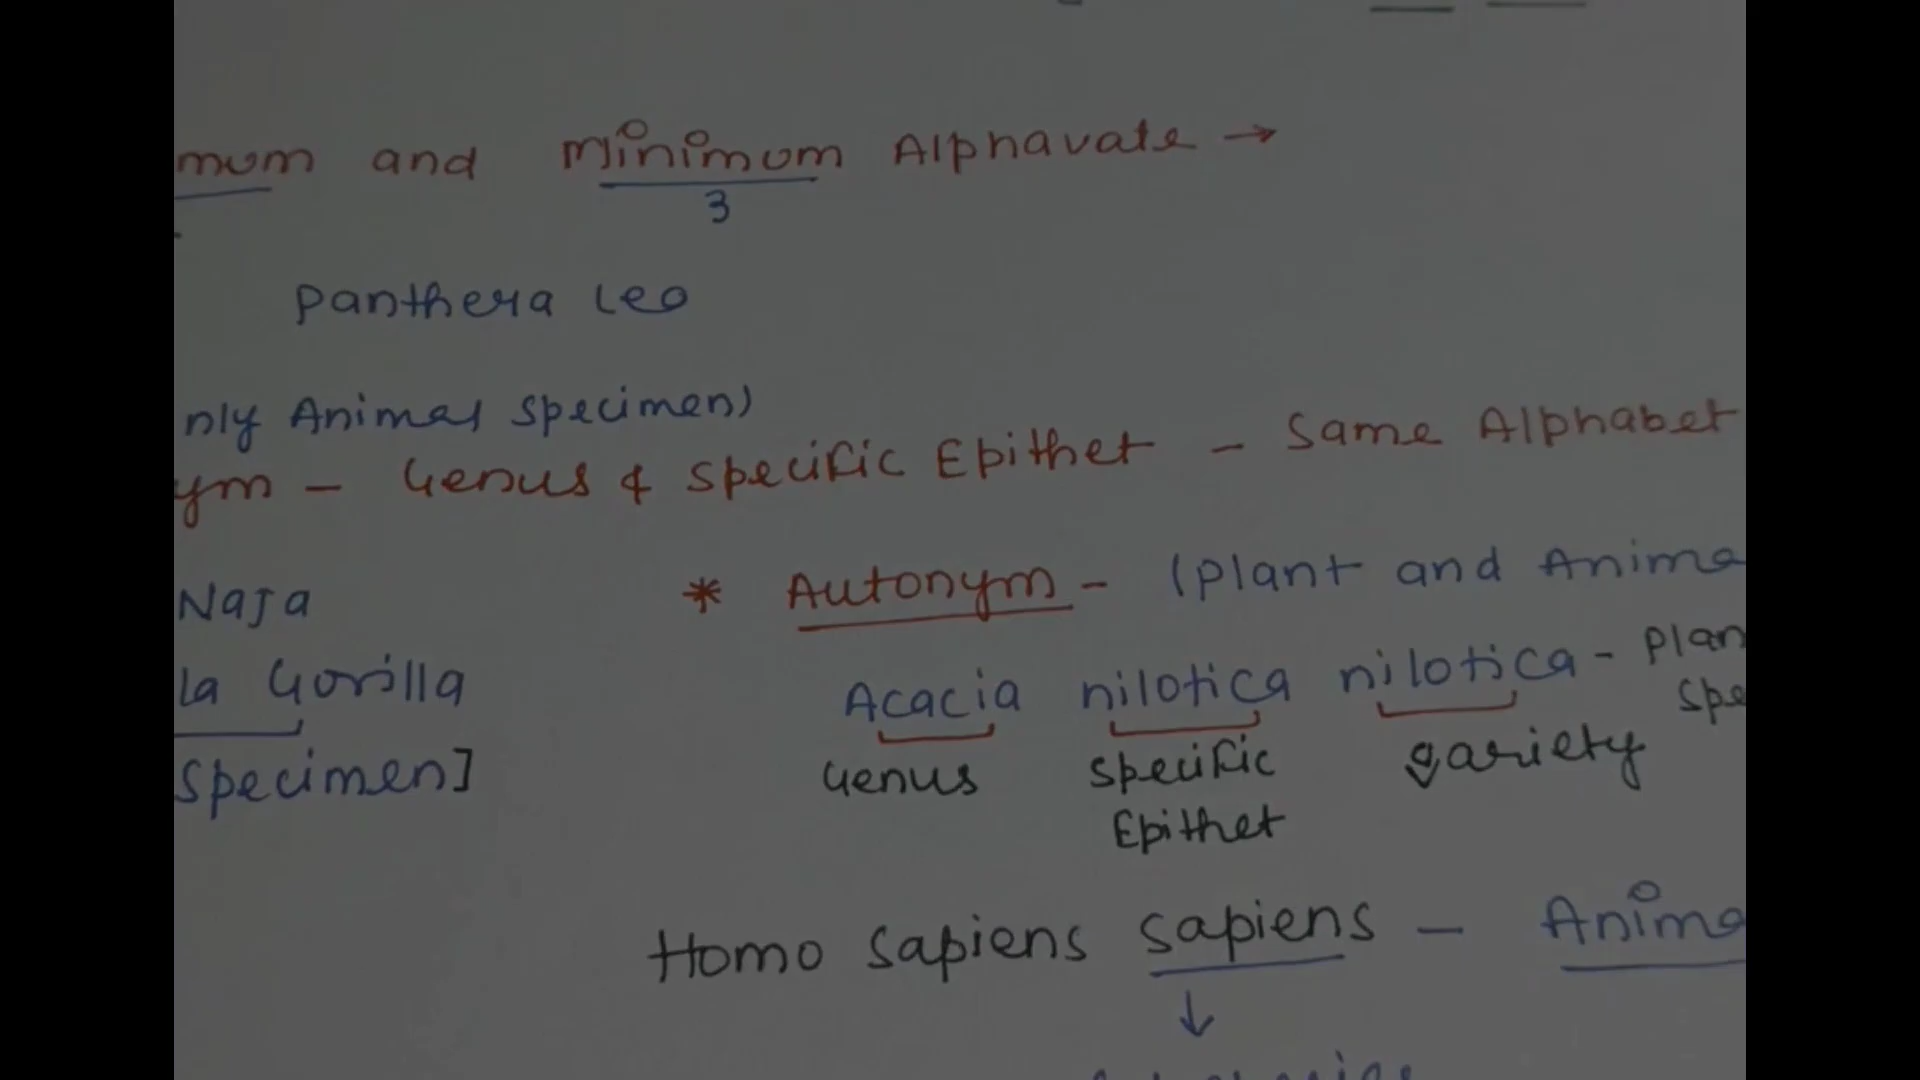 mum and Minimum Alphavate →
3
Panthera Leo
nly Animal specimen)
ym - Genus & specific Epithet - Same Alphabet
Naja
* Autonym - (Plant and Anima
la Gorilla
Acacia nilotica nilotica - Plan
spe
specimen]
Genus
specific
Epithet
variety
Homo sapiens sapiens - Anima
↓